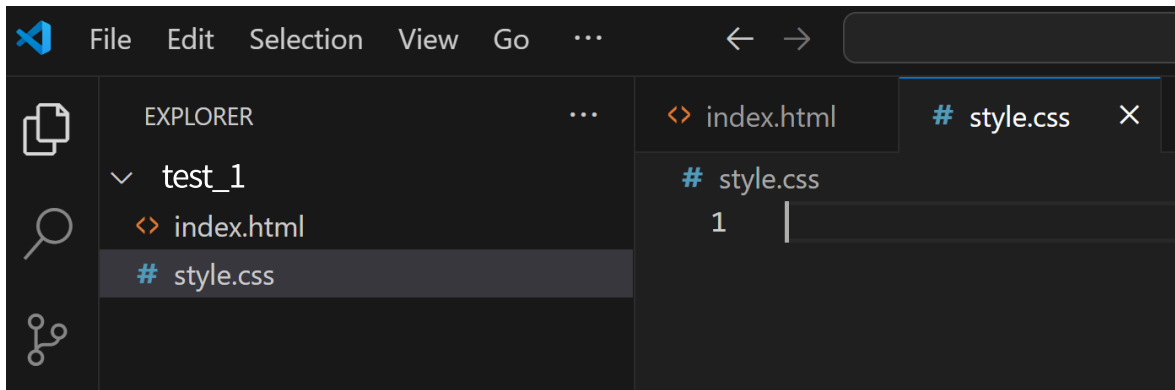 File Edit Selection View Go ...
EXPLORER ...
test_1
<> index.html
# style.css
<> index.html # style.css ×
# style.css
1